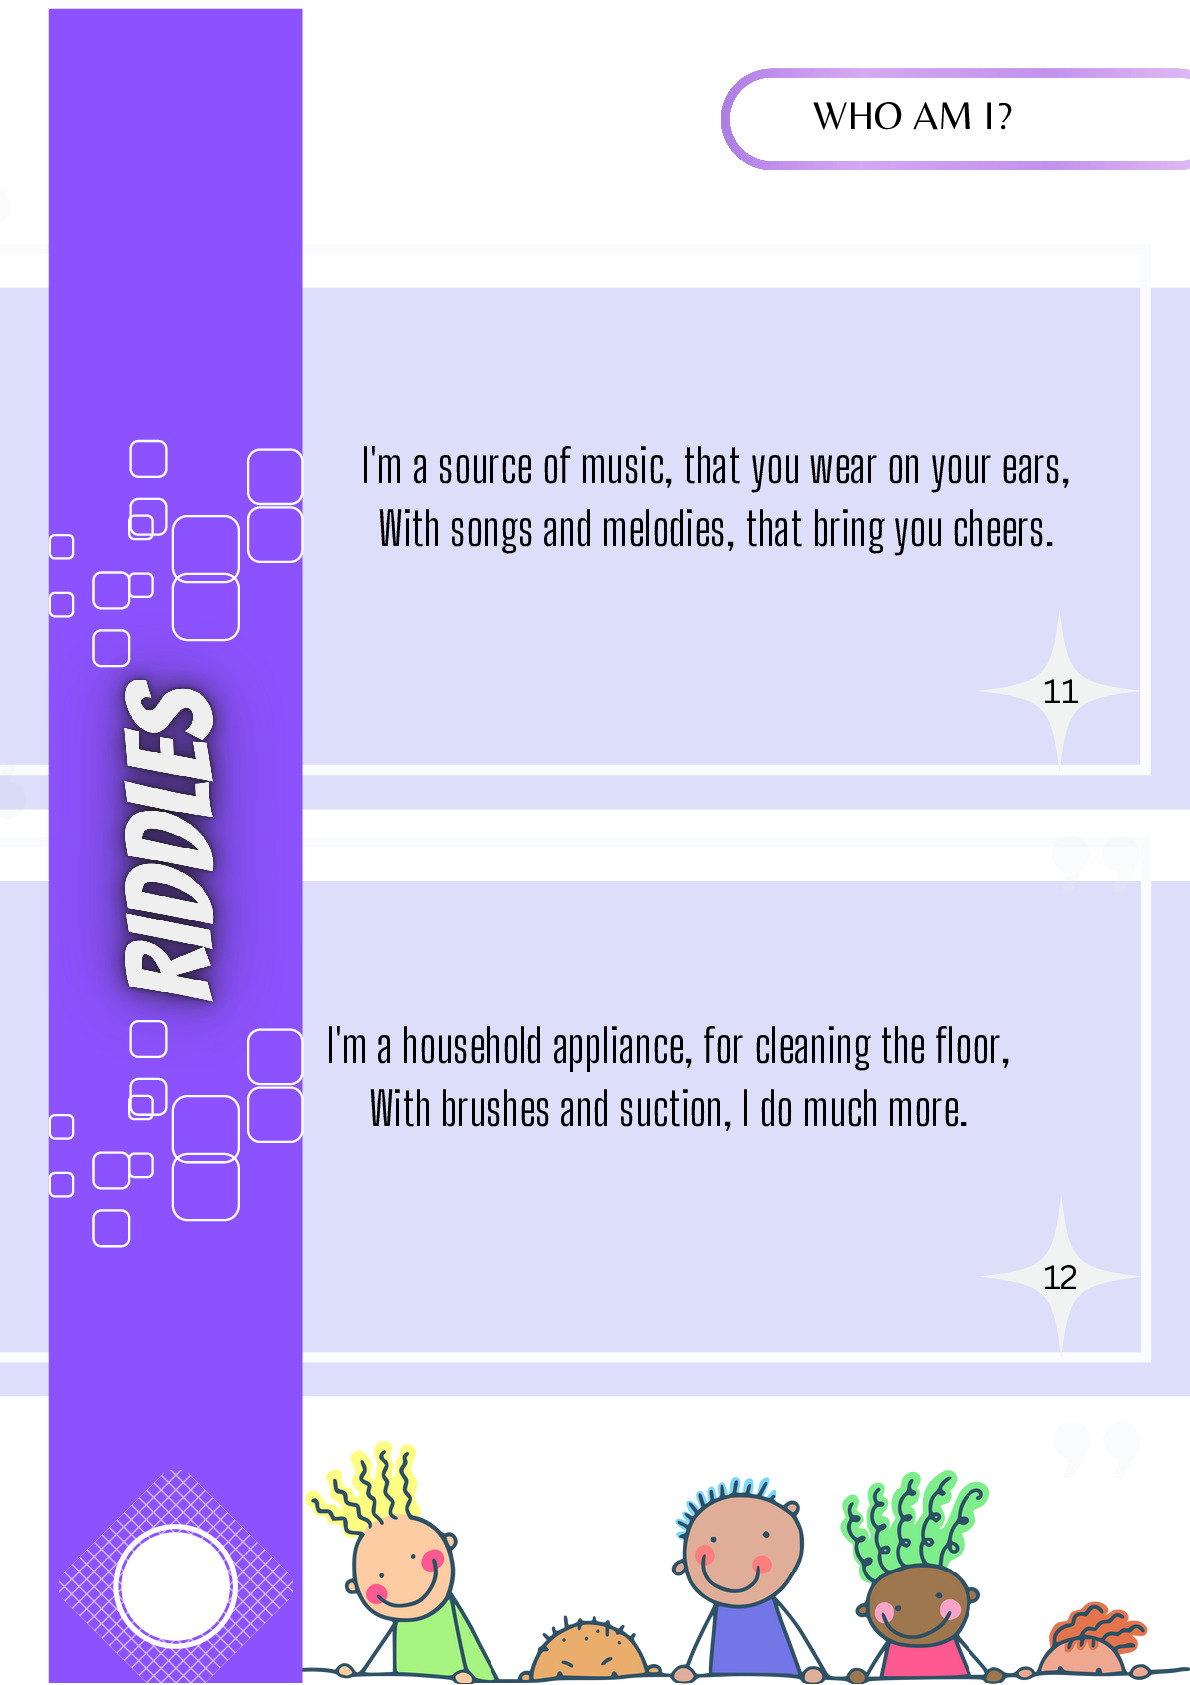 WHO AM I?
I'm a source of music, that you wear on your ears,
With songs and melodies, that bring you cheers.
11
RIDDLES
I'm a household appliance, for cleaning the floor,
With brushes and suction, I do much more.
12